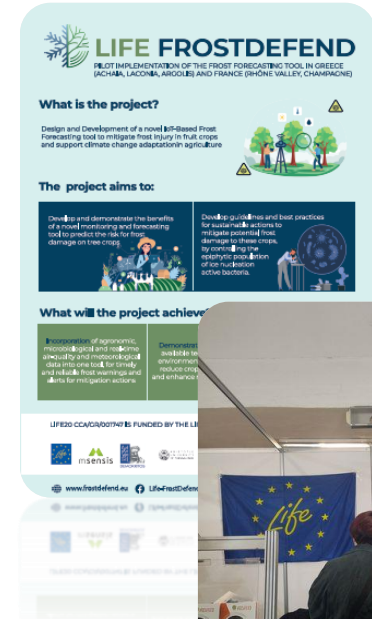 LIFE FROSTDEFEND
PILOT IMPLEMENTATION OF THE FROST FORECASTING TOOL IN GREECE
(ACHAIA, LACONIA, ARGOLIS) AND FRANCE (RHÔNE VALLEY, CHAMPAGNE)
What is the project?
Design and Development of a novel IoT-Based Frost
Forecasting tool to mitigate frost injury in fruit crops
and support climate change adaptationin agriculture
The project aims to:
Develop and demonstrate the benefits
of a novel monitoring and forecasting
tool to predict the risk for frost
damage on tree crops
Develop guidelines and best practices
for sustainable actions to
mitigate potential frost
damage to these crops,
by controlling the
epiphytic population
of ice nucleation
active bacteria.
What will the project achieve
Incorporation of agronomic,
microbiological and real-time
air-quality and meteorological
data into one tool, for timely
and reliable frost warnings and
alerts for mitigation actions
available te
environmen
reduce crop
and enhance
LIFE20 CCA/GR/001747 IS FUNDED BY THE LI
msensis
www.frostdefend.eu Life-FrostDefen
Life